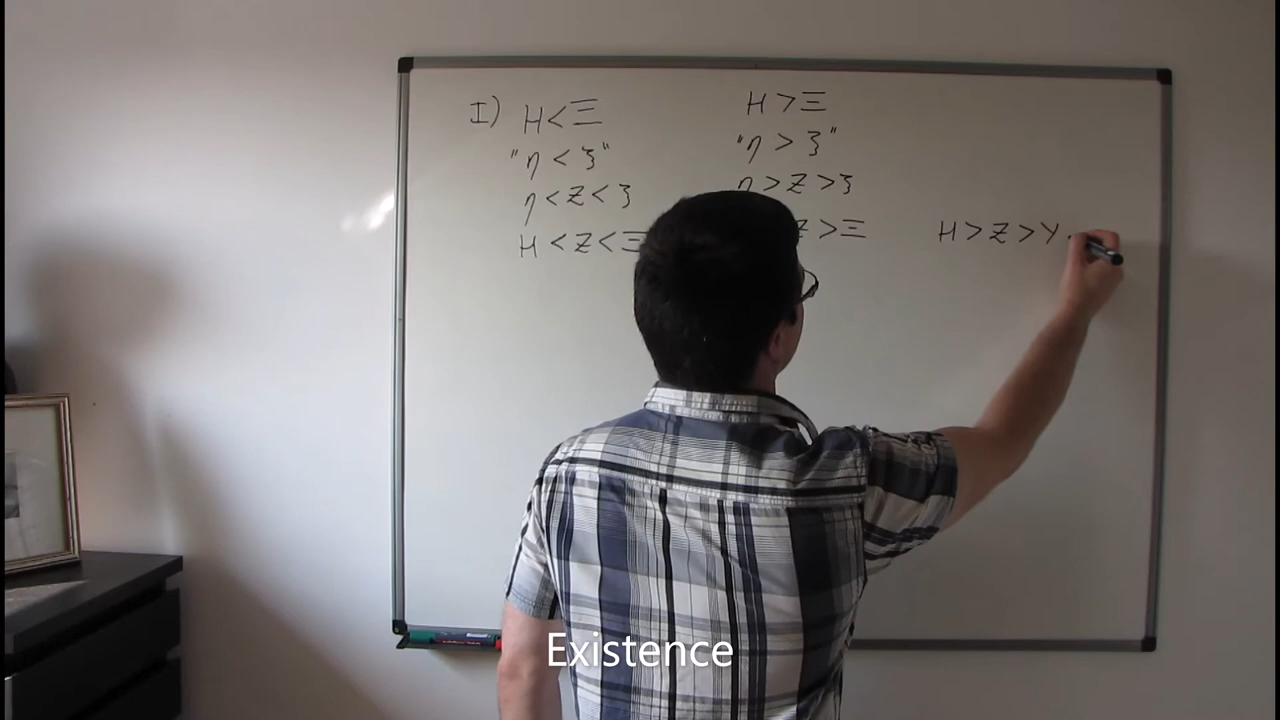 I) H < Ξ
"η < ξ"
η < Z < ξ
H < Z < Ξ
H > Ξ
"η > ξ"
η > Z > ξ
Z > Ξ
H > Z > Y
Existence